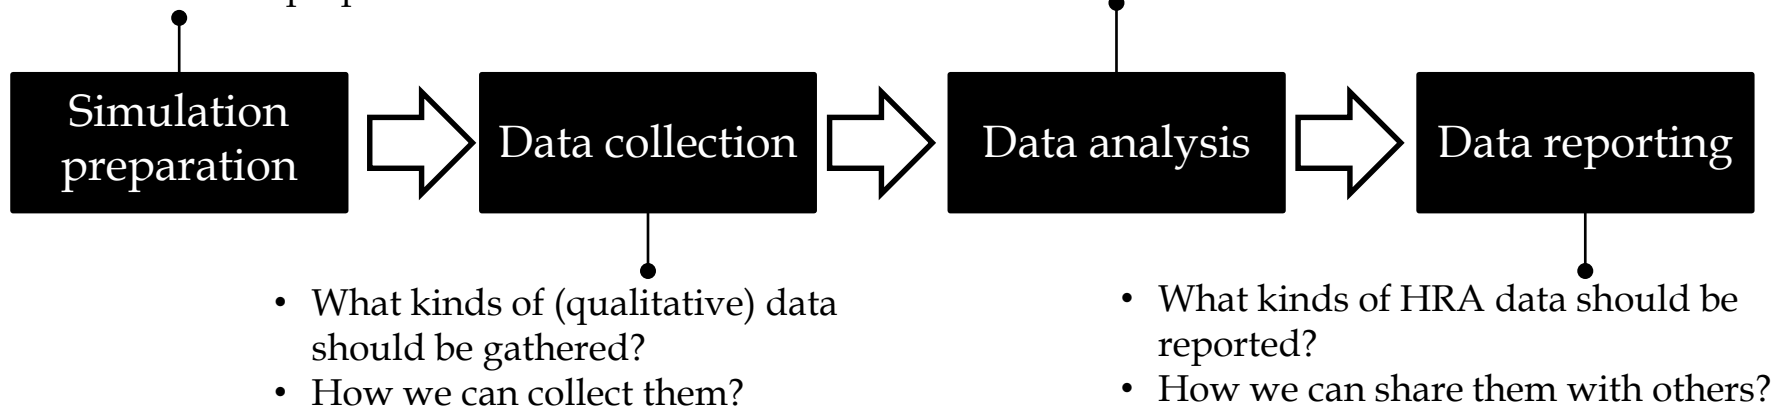 Simulation
preparation
Data collection
Data analysis
Data reporting
• What kinds of (qualitative) data
should be gathered?
• How we can collect them?
• What kinds of HRA data should be
reported?
• How we can share them with others?